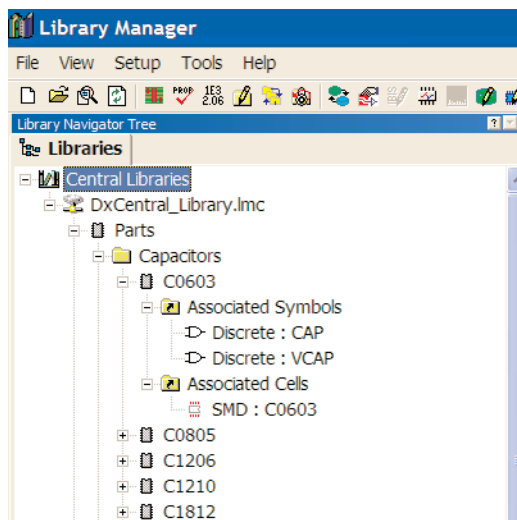 Library Manager
File View Setup Tools Help
PROP 1E3 2.06
Library Navigator Tree ?
Libraries
Central Libraries
DxCentral_Library.lmc
Parts
Capacitors
C0603
Associated Symbols
Discrete : CAP
Discrete : VCAP
Associated Cells
SMD : C0603
C0805
C1206
C1210
C1812